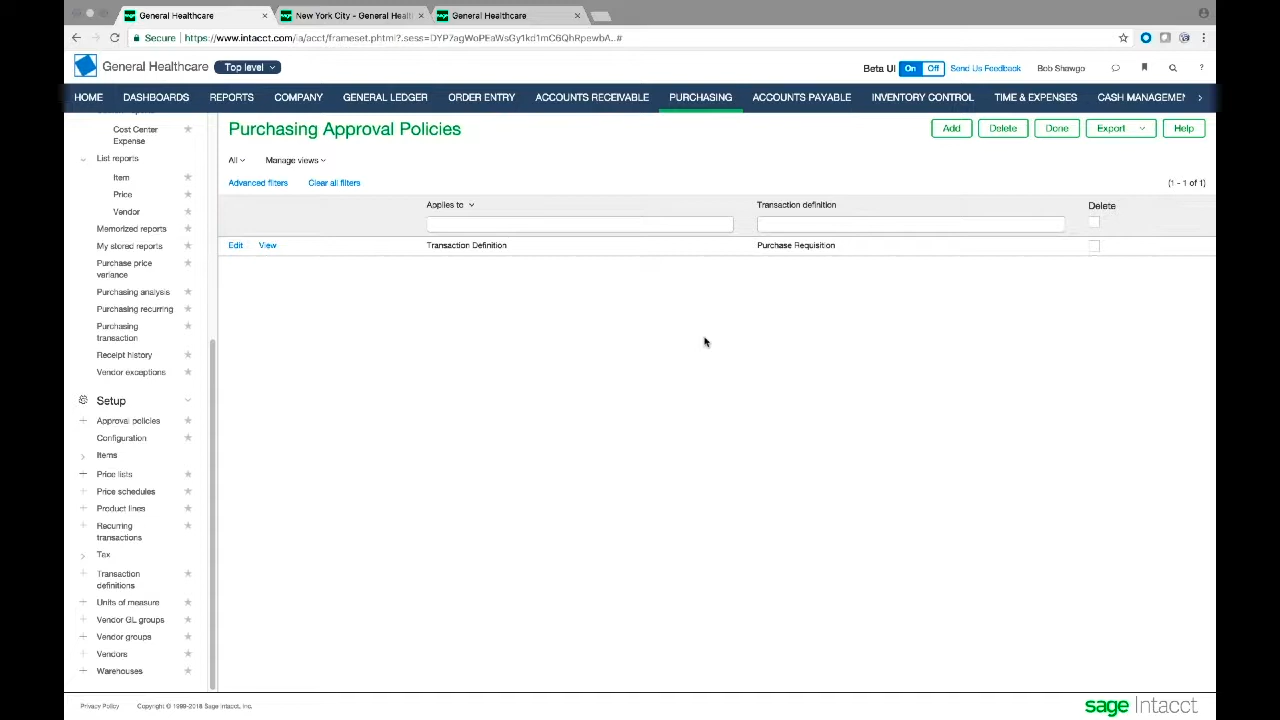 General Healthcare
New York City - General Healt
General Healthcare
Secure https://www.intacct.com/ia/acct/frameset.phtml?.sess=DYP7agWoPEaWsGy1kd1mC6QhRpewbA..#
General Healthcare Top level
Beta UI On Off Send Us Feedback Bob Shawgo ?
HOME DASHBOARDS REPORTS COMPANY GENERAL LEDGER ORDER ENTRY ACCOUNTS RECEIVABLE PURCHASING ACCOUNTS PAYABLE INVENTORY CONTROL TIME & EXPENSES CASH MANAGEMEN
Cost Center
Expense
List reports
Item
Price
Vendor
Memorized reports
My stored reports
Purchase price
variance
Purchasing analysis
Purchasing recurring
Purchasing
transaction
Receipt history
Vendor exceptions
Setup
Approval policies
Configuration
Items
Price lists
Price schedules
Product lines
Recurring
transactions
Tax
Transaction
definitions
Units of measure
Vendor GL groups
Vendor groups
Vendors
Warehouses
Purchasing Approval Policies
Add Delete Done Export Help
All Manage views
Advanced filters Clear all filters (1 - 1 of 1)
Applies to Transaction definition Delete
Edit View Transaction Definition Purchase Requisition
Privacy Policy Copyright © 1999-2018 Sage Intacct, Inc.
sage Intacct